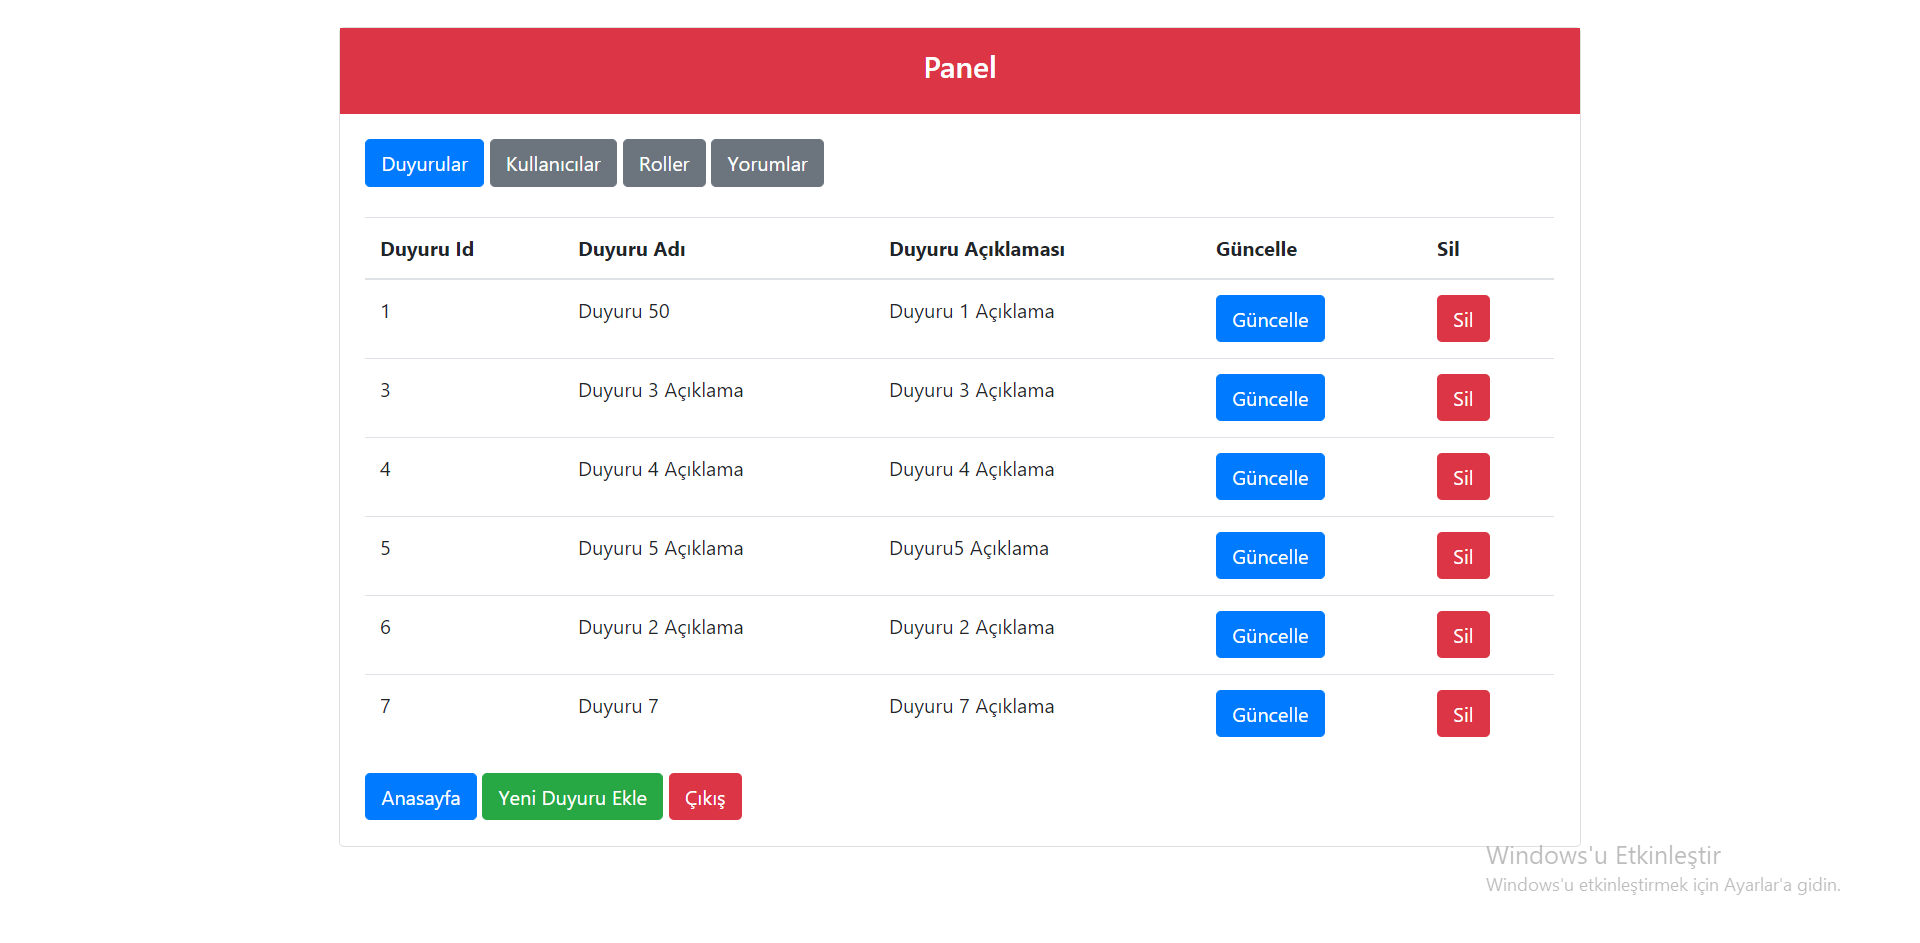 Panel
Duyurular Kullanıcılar Roller Yorumlar
Duyuru Id Duyuru Adı Duyuru Açıklaması Güncelle Sil
1 Duyuru 50 Duyuru 1 Açıklama Güncelle Sil
3 Duyuru 3 Açıklama Duyuru 3 Açıklama Güncelle Sil
4 Duyuru 4 Açıklama Duyuru 4 Açıklama Güncelle Sil
5 Duyuru 5 Açıklama Duyuru5 Açıklama Güncelle Sil
6 Duyuru 2 Açıklama Duyuru 2 Açıklama Güncelle Sil
7 Duyuru 7 Duyuru 7 Açıklama Güncelle Sil
Anasayfa Yeni Duyuru Ekle Çıkış
Windows'u Etkinleştir
Windows'u etkinleştirmek için Ayarlar'a gidin.